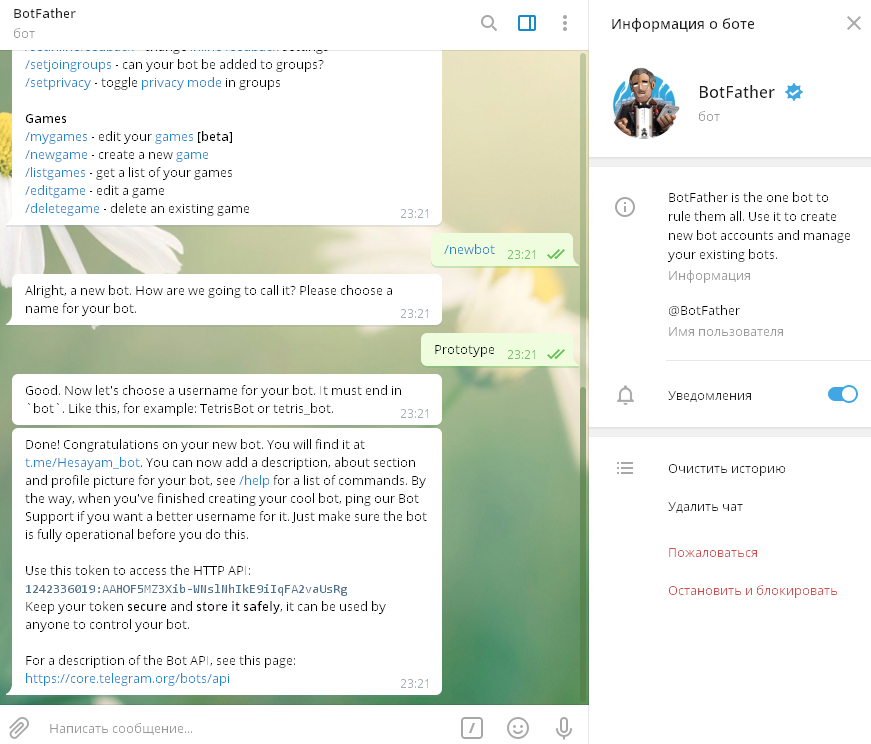 BotFather
бот
/setjoingroups - can your bot be added to groups?
/setprivacy - toggle privacy mode in groups
Games
/mygames - edit your games [beta]
/newgame - create a new game
/listgames - get a list of your games
/editgame - edit a game
/deletegame - delete an existing game
23:21
/newbot 23:21
Alright, a new bot. How are we going to call it? Please choose a
name for your bot.
23:21
Prototype 23:21
Good. Now let's choose a username for your bot. It must end in
`bot`. Like this, for example: TetrisBot or tetris_bot.
23:21
Done! Congratulations on your new bot. You will find it at
t.me/Hesayam_bot. You can now add a description, about section
and profile picture for your bot, see /help for a list of commands. By
the way, when you've finished creating your cool bot, ping our Bot
Support if you want a better username for it. Just make sure the bot
is fully operational before you do this.
Use this token to access the HTTP API:
1242336019:AAHOF5MZ3Xib-WNslNhIkE9iIqFA2vaUsRg
Keep your token secure and store it safely, it can be used by
anyone to control your bot.
For a description of the Bot API, see this page:
https://core.telegram.org/bots/api
23:21
Написать сообщение...
Информация о боте
BotFather
бот
BotFather is the one bot to
rule them all. Use it to create
new bot accounts and manage
your existing bots.
Информация
@BotFather
Имя пользователя
Уведомления
Очистить историю
Удалить чат
Пожаловаться
Остановить и блокировать